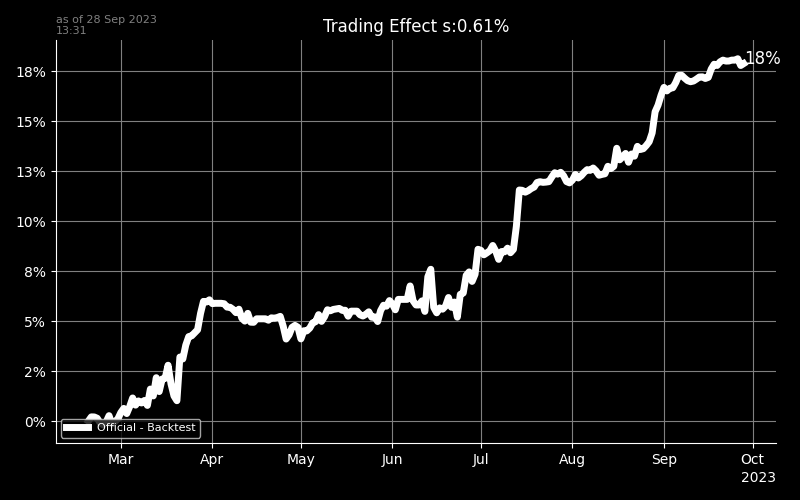 as of 28 Sep 2023
13:31
Trading Effect s:0.61%
18%
18%
15%
13%
10%
8%
5%
2%
0%
Official - Backtest
Mar Apr May Jun Jul Aug Sep Oct
2023